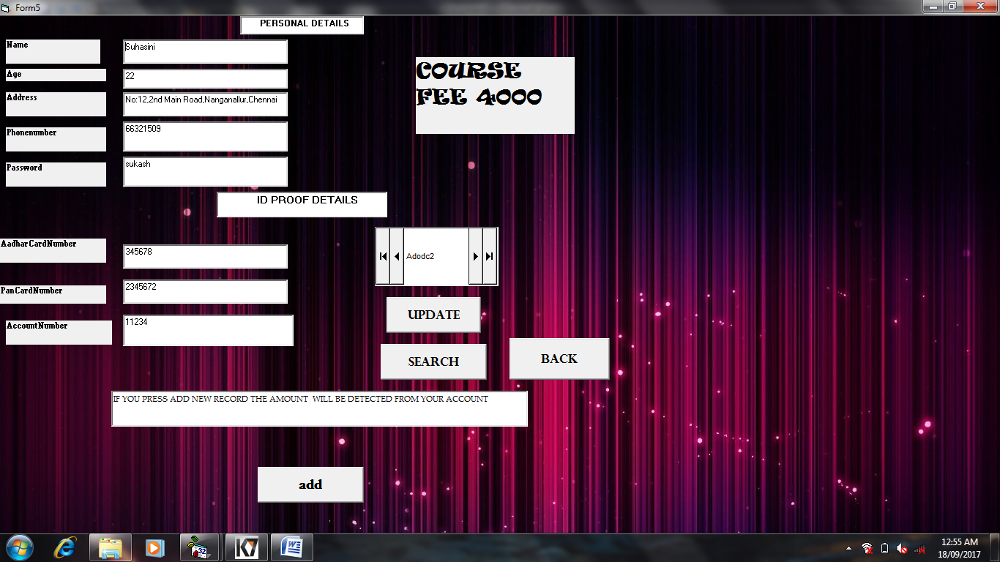 Form5
PERSONAL DETAILS
Name
Suhasini
Age
22
Address
No:12,2nd Main Road,Nanganallur,Chennai
Phonenumber
66321509
Password
sukash
COURSE
FEE 4000
ID PROOF DETAILS
AadharCardNumber
345678
PanCardNumber
2345672
AccountNumber
11234
Adodc2
UPDATE
SEARCH
BACK
IF YOU PRESS ADD NEW RECORD THE AMOUNT WILL BE DETECTED FROM YOUR ACCOUNT
add
32
K7
W
12:55 AM
18/09/2017